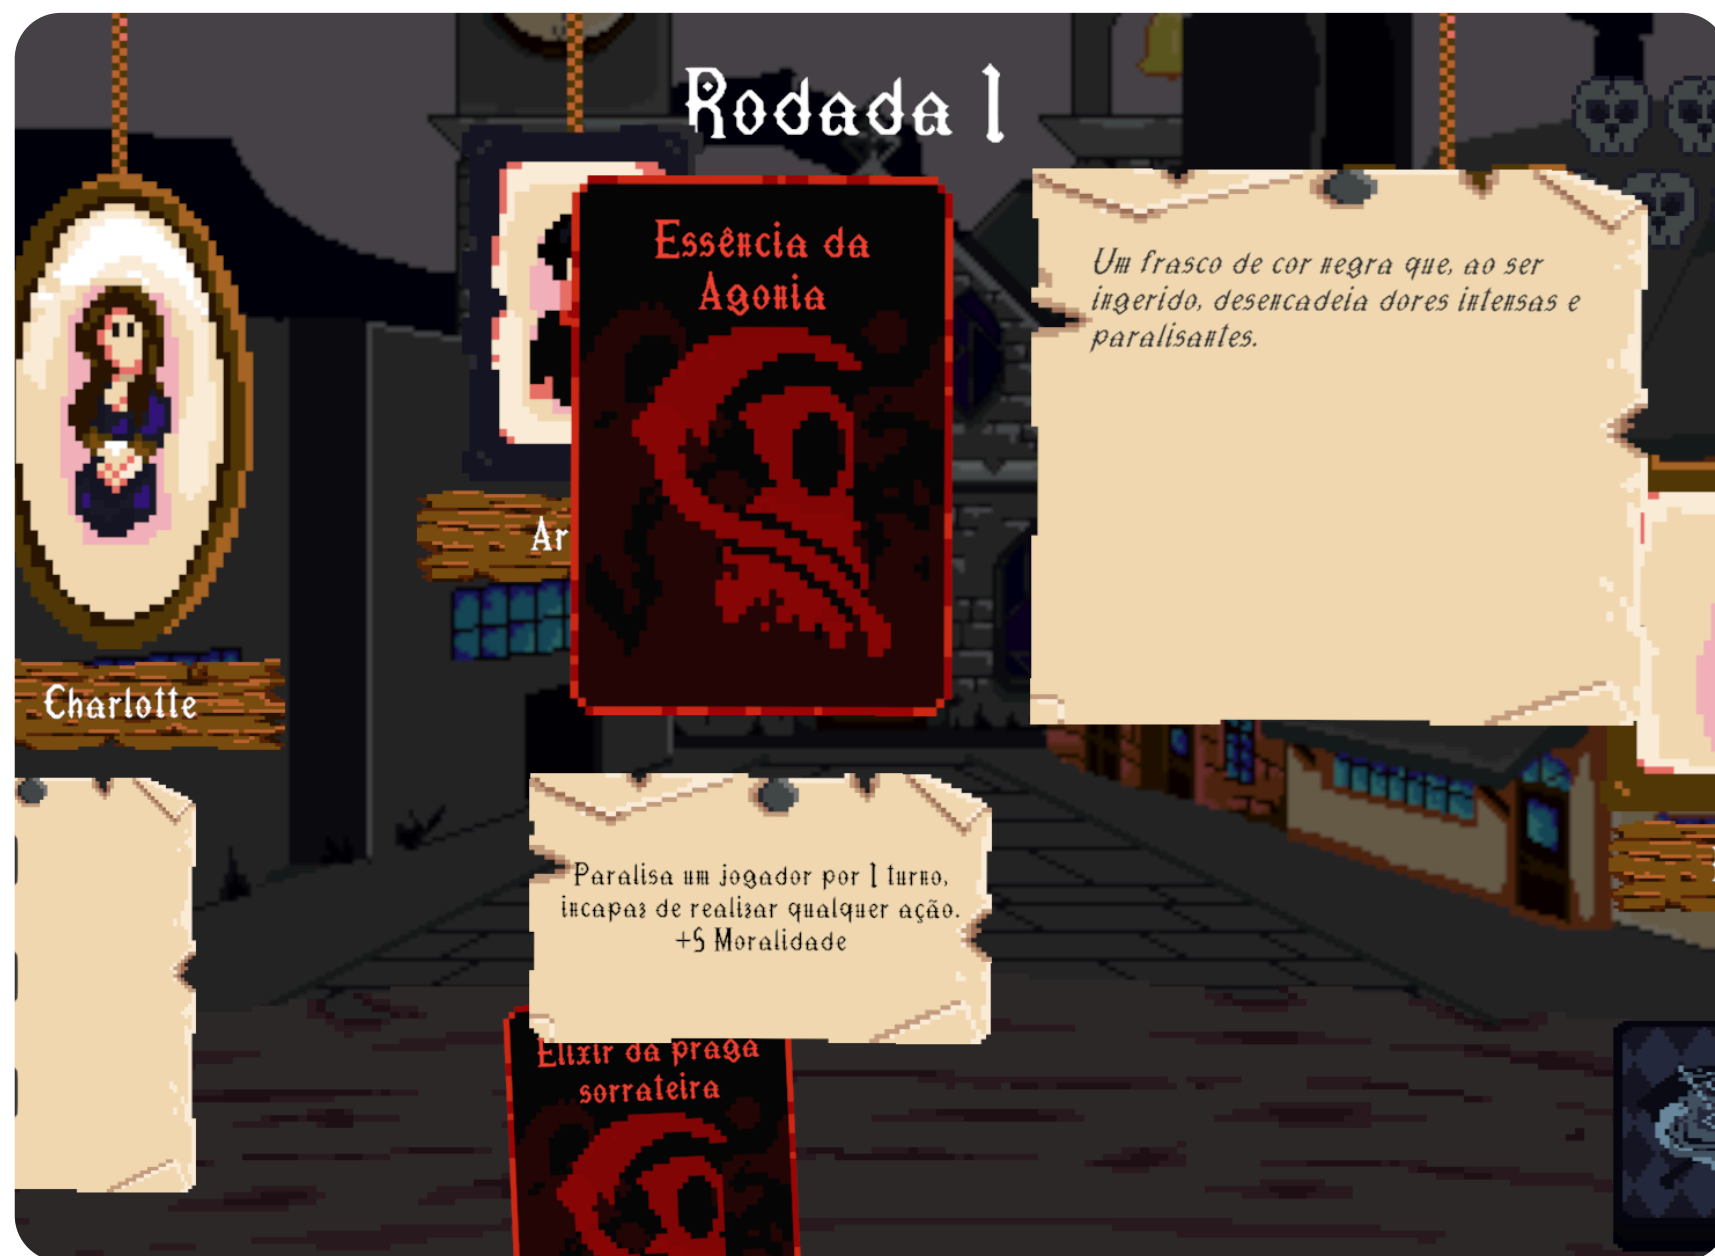 Rodada 1
Essência da
Agonia
Um frasco de cor negra que, ao ser
ingerido, desencadeia dores intensas e
paralisantes.
Ar
Charlotte
Paralisa um jogador por 1 turno,
incapaz de realizar qualquer ação.
+5 Moralidade
Elixir da praga
sorrateira